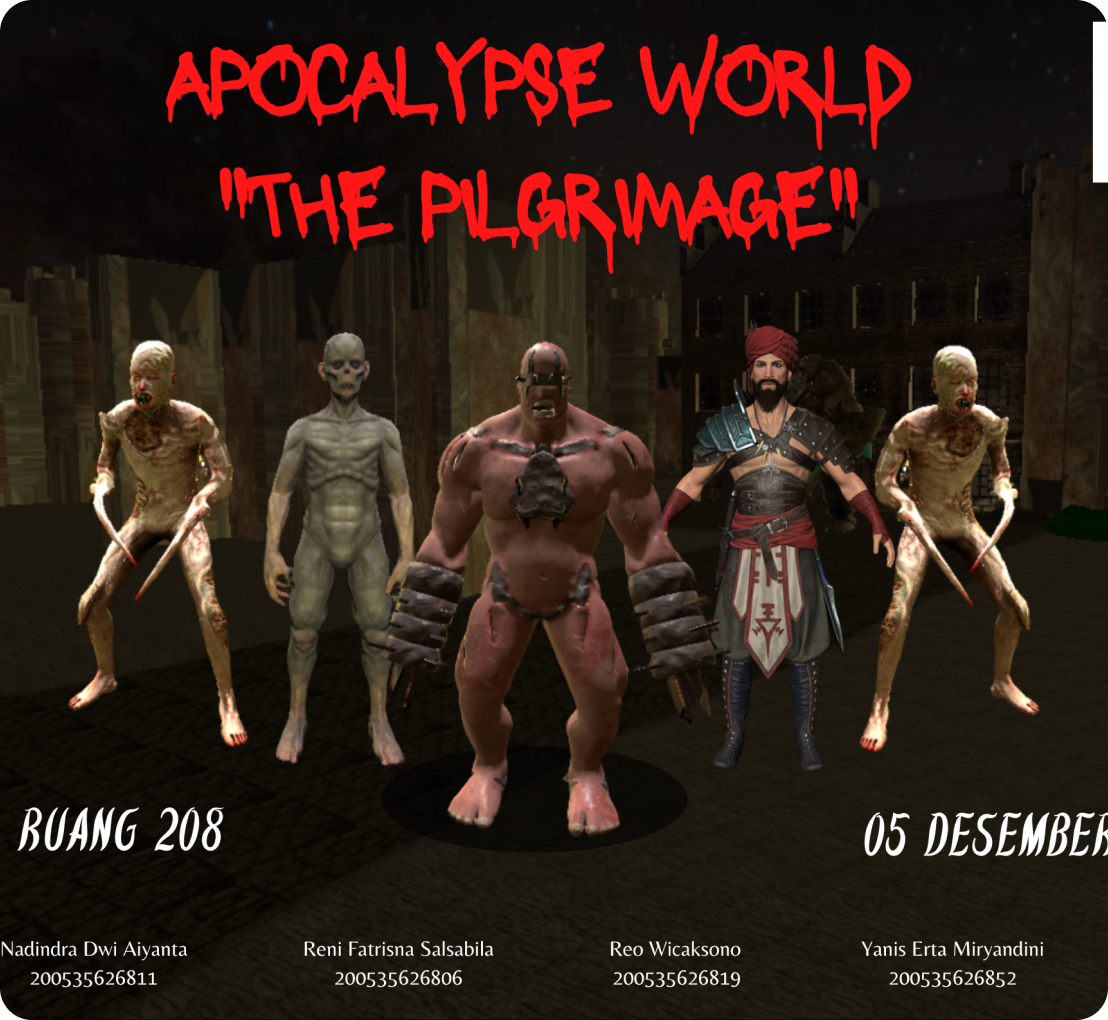 APOCALYPSE WORLD
"THE PILGRIMAGE"
RUANG 208
05 DESEMBER
Nadindra Dwi Aiyanta
200535626811
Reni Fatrisna Salsabila
200535626806
Reo Wicaksono
200535626819
Yanis Erta Miryandini
200535626852